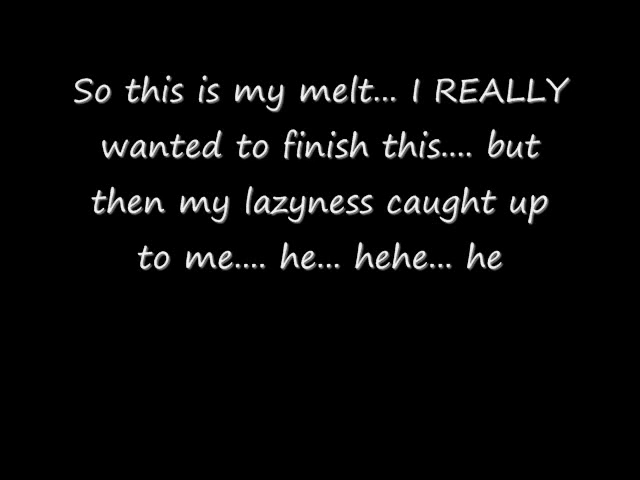 So this is my melt... I REALLY
wanted to finish this.... but
then my lazyness caught up
to me.... he... hehe... he